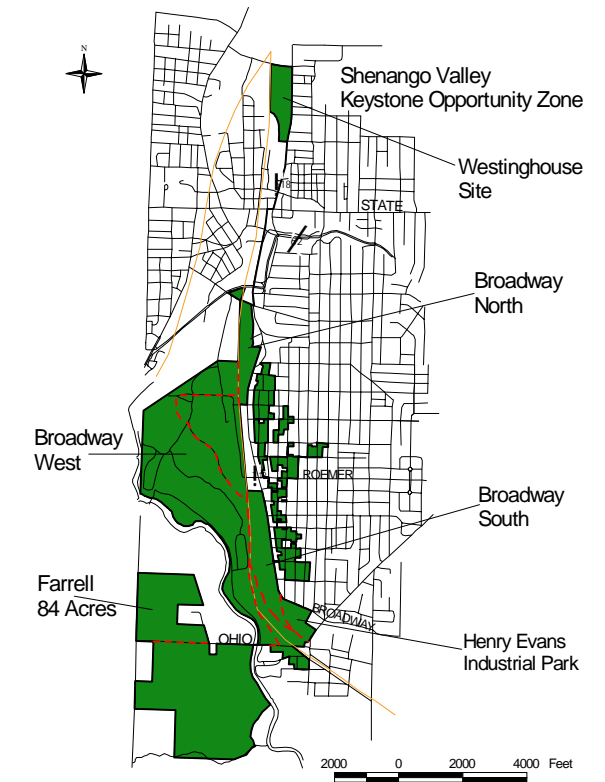 N
Shenango Valley
Keystone Opportunity Zone
Westinghouse
Site
18
STATE
62
Broadway
North
Broadway
West
ROEMER
Broadway
South
Farrell
84 Acres
BROADWAY
OHIO
Henry Evans
Industrial Park
2000 0 2000 4000 Feet